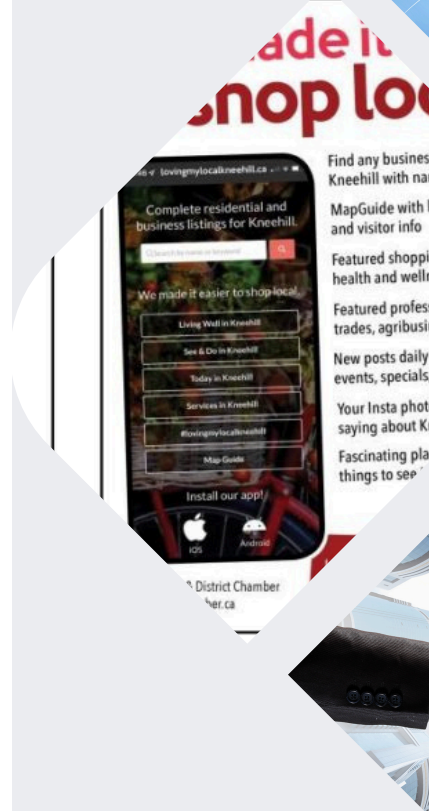 ade it
shop loc
lovingmylocalkneehill.ca
Complete residential and
business listings for Kneehill.
Search by name or keyword
We made it easier to shop local.
Living Well in Kneehill
See & Do in Kneehill
Today in Kneehill
Services in Kneehill
#lovingmylocalkneehill
Map Guide
Install our app!
iOS Android
Find any busines
Kneehill with na
MapGuide with
and visitor info
Featured shoppi
health and welln
Featured profess
trades, agribusi
New posts daily
events, specials,
Your Insta phot
saying about K
Fascinating pla
things to see
& District Chamber
ber.ca